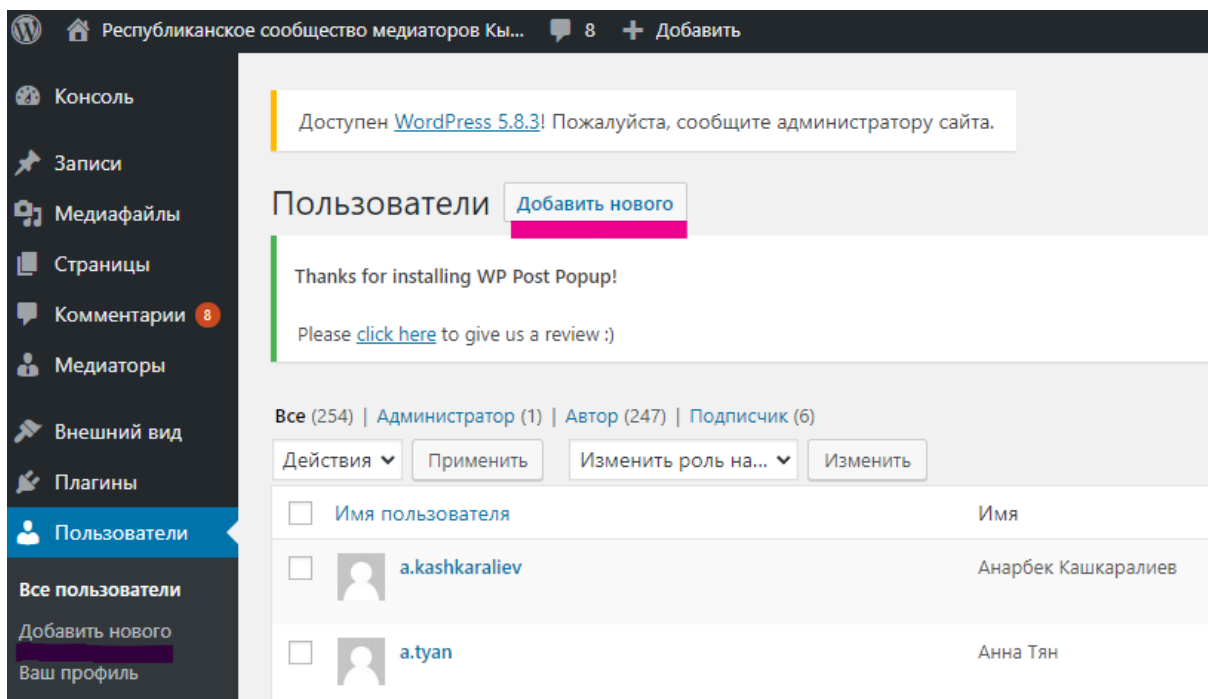 Республиканское сообщество медиаторов Кы... 8 Добавить
Консоль
Записи
Медиафайлы
Страницы
Комментарии 8
Медиаторы
Внешний вид
Плагины
Пользователи
Все пользователи
Добавить нового
Ваш профиль
Доступен WordPress 5.8.3! Пожалуйста, сообщите администратору сайта.
Пользователи Добавить нового
Thanks for installing WP Post Popup!
Please click here to give us a review :)
Все (254) | Администратор (1) | Автор (247) | Подписчик (6)
Действия Применить Изменить роль на... Изменить
Имя пользователя Имя
a.kashkaraliev Анарбек Кашкаралиев
a.tyan Анна Тян